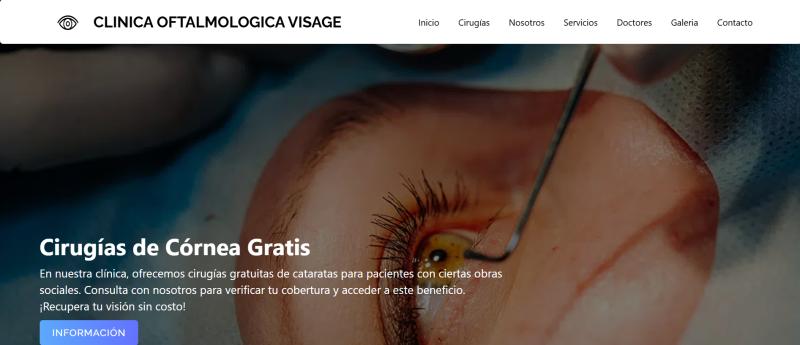 CLINICA OFTALMOLOGICA VISAGE
Inicio Cirugías Nosotros Servicios Doctores Galeria Contacto
Cirugías de Córnea Gratis
En nuestra clínica, ofrecemos cirugías gratuitas de cataratas para pacientes con ciertas obras
sociales. Consulta con nosotros para verificar tu cobertura y acceder a este beneficio.
¡Recupera tu visión sin costo!
INFORMACIÓN